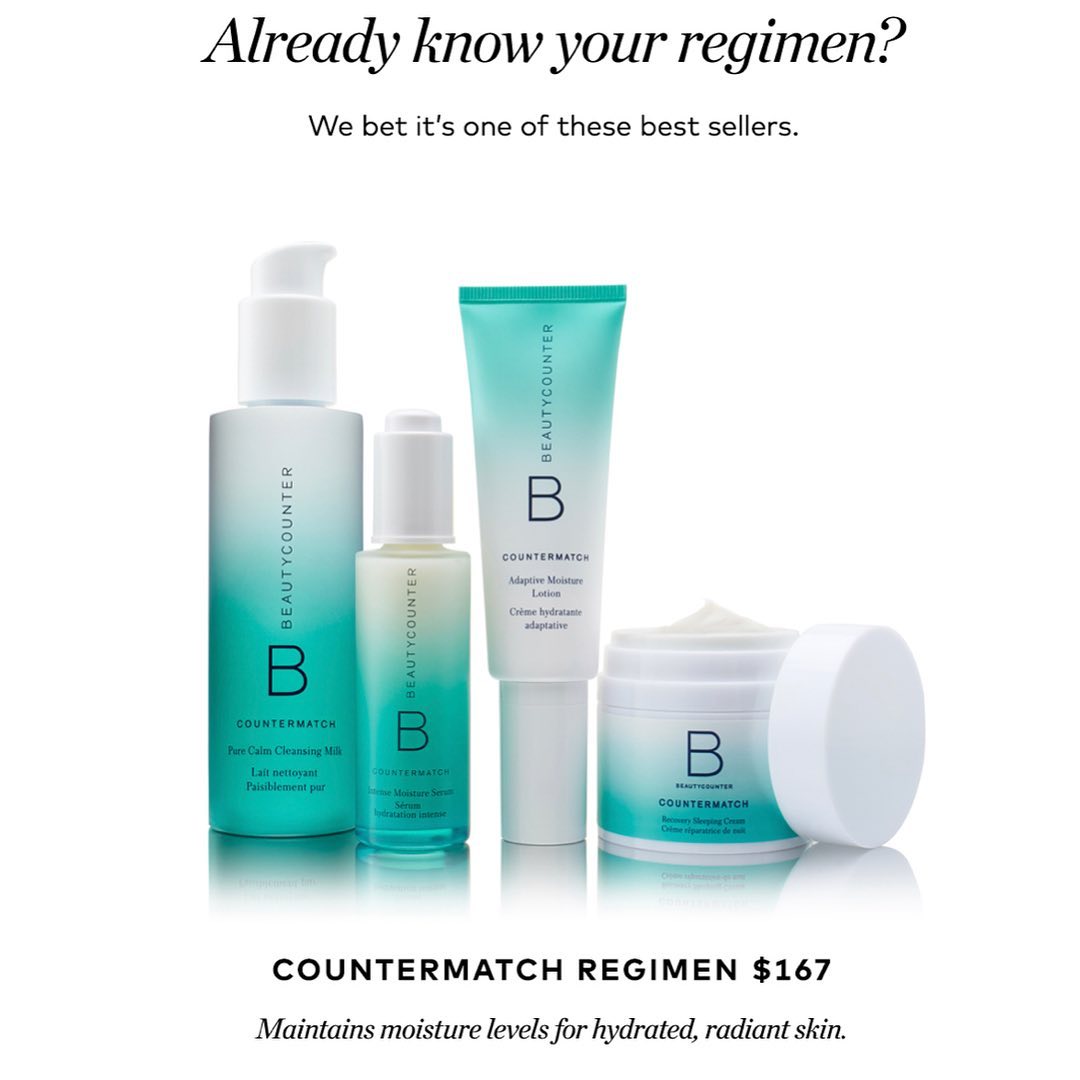 Already know your regimen?
We bet it's one of these best sellers.
BEAUTYCOUNTER
B
COUNTERMATCH
Pure Calm Cleansing Milk
Lait nettoyant
Paisiblement pur
BEAUTYCOUNTER
B
COUNTERMATCH
Intense Moisture Serum
Sérum
hydratation intense
BEAUTYCOUNTER
B
COUNTERMATCH
Adaptive Moisture
Lotion
Crème hydratante
adaptative
B
BEAUTYCOUNTER
COUNTERMATCH
Recovery Sleeping Cream
Crème réparatrice de nuit
COUNTERMATCH REGIMEN $167
Maintains moisture levels for hydrated, radiant skin.